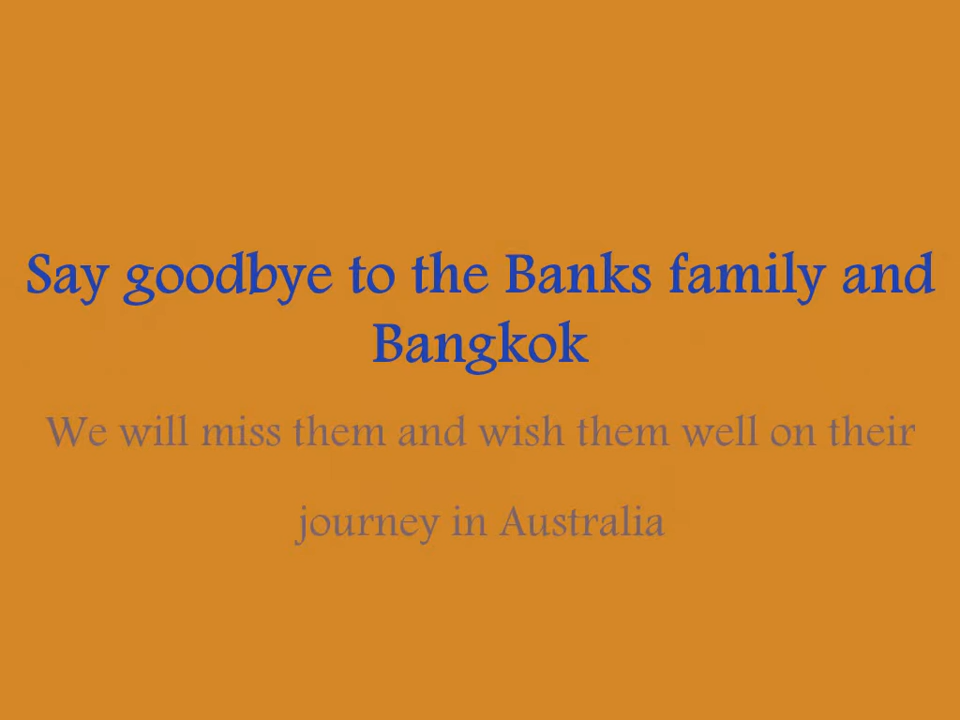 Say goodbye to the Banks family and
Bangkok
We will miss them and wish them well on their
journey in Australia